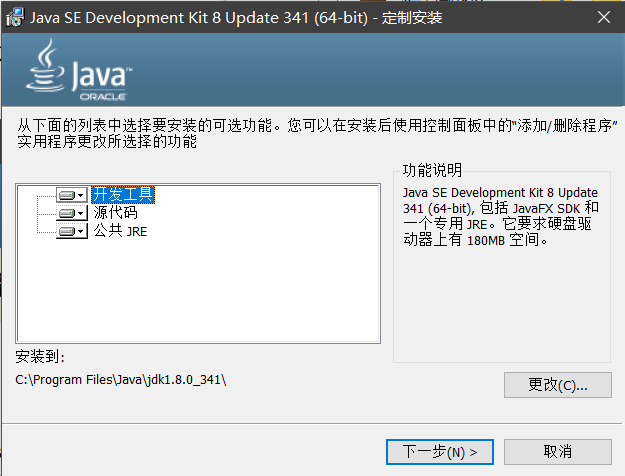 Java SE Development Kit 8 Update 341 (64-bit) - 定制安装
Java™
ORACLE
从下面的列表中选择要安装的可选功能。您可以在安装后使用控制面板中的“添加/删除程序”
实用程序更改所选择的功能
开发工具
源代码
公共 JRE
功能说明
Java SE Development Kit 8 Update
341 (64-bit), 包括 JavaFX SDK 和
一个专用 JRE。它要求硬盘驱
动器上有 180MB 空间。
安装到:
C:\Program Files\Java\jdk1.8.0_341\
更改(C)...
下一步(N) >
取消